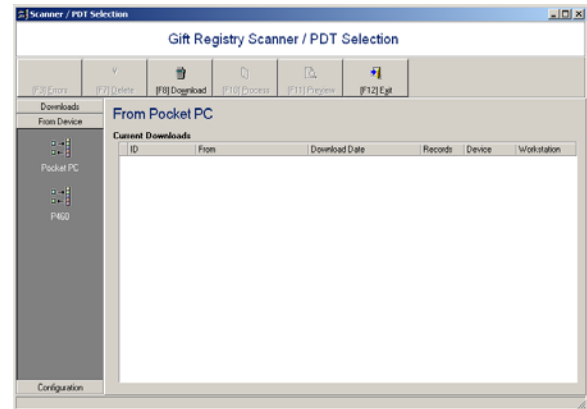 Scanner / PDT Selection
Gift Registry Scanner / PDT Selection
[F3] Errors [F7] Delete [F8] Download [F10] Process [F11] Preview [F12] Exit
Downloads
From Device
Pocket PC
P460
Configuration
From Pocket PC
Current Downloads
ID From Download Date Records Device Workstation